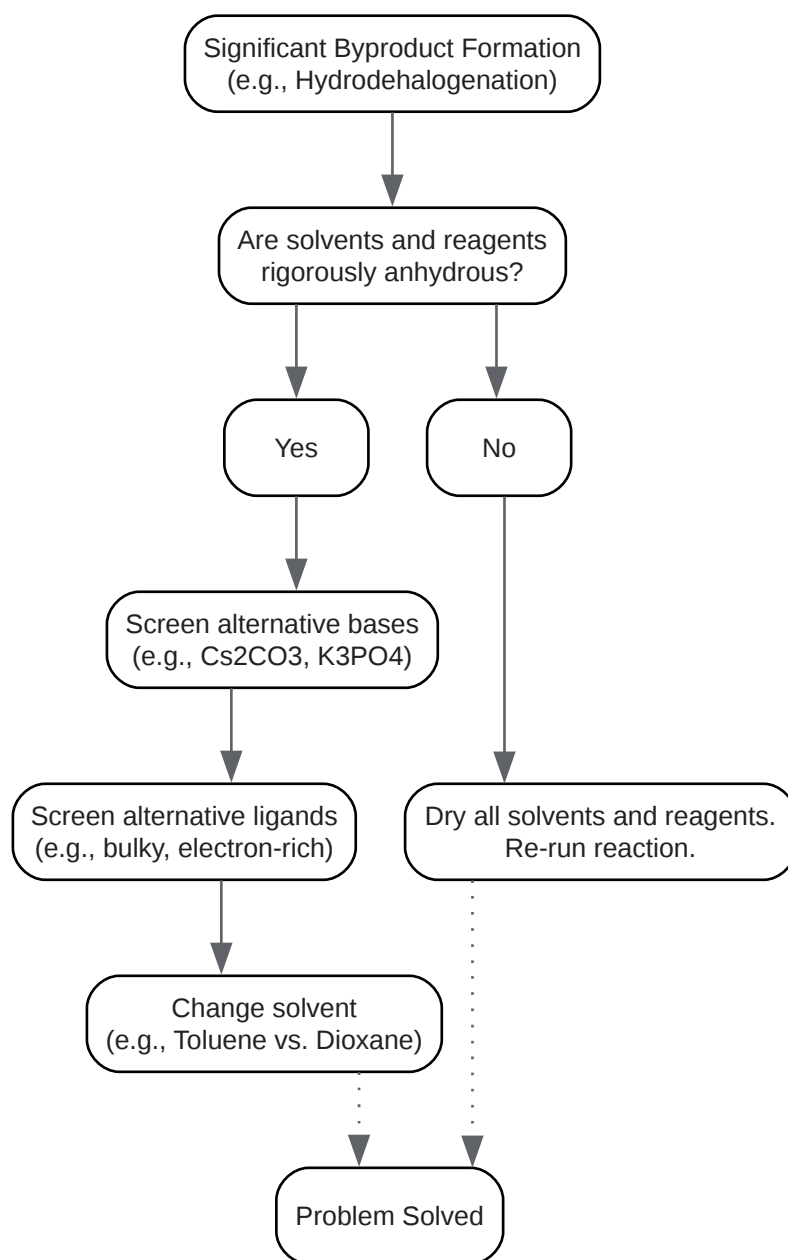 Significant Byproduct Formation
(e.g., Hydrodehalogenation)
Are solvents and reagents
rigorously anhydrous?
Yes
No
Screen alternative bases
(e.g., Cs2CO3, K3PO4)
Screen alternative ligands
(e.g., bulky, electron-rich)
Dry all solvents and reagents.
Re-run reaction.
Change solvent
(e.g., Toluene vs. Dioxane)
Problem Solved